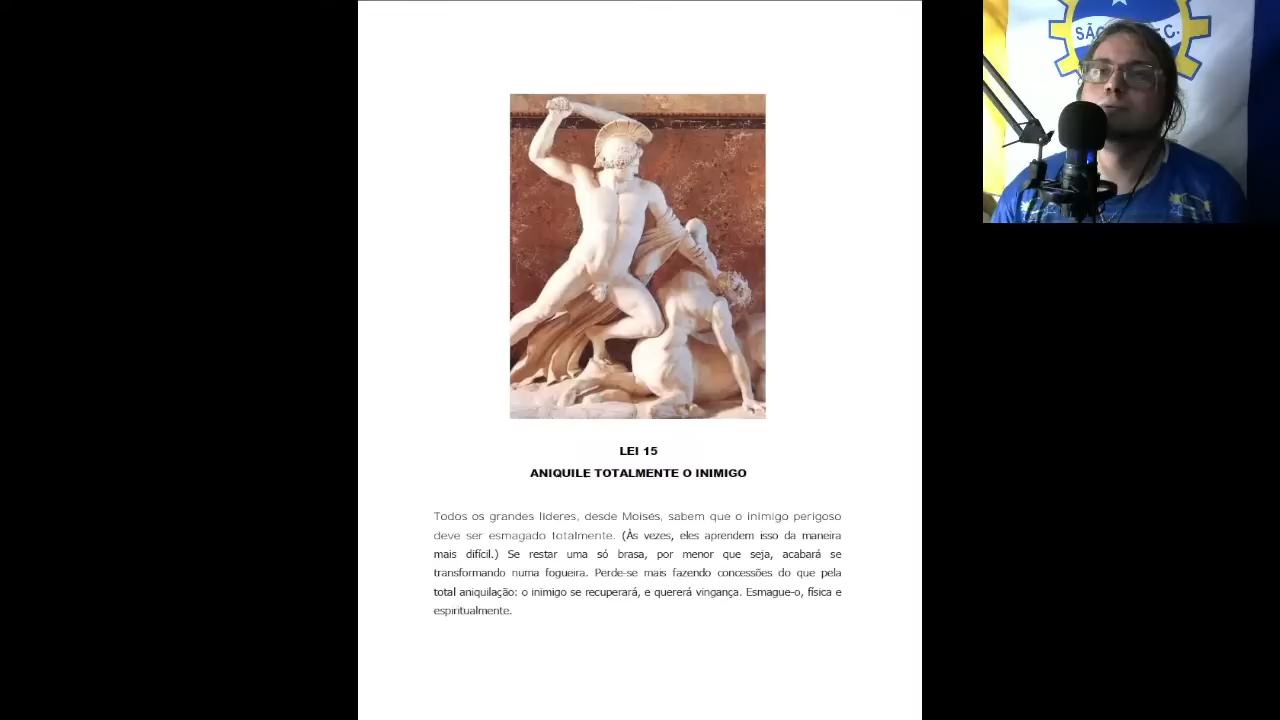 SÃO
E.C.
LEI 15
ANIQUILE TOTALMENTE O INIMIGO
Todos os grandes líderes, desde Moisés, sabem que o inimigo perigoso
deve ser esmagado totalmente. (Às vezes, eles aprendem isso da maneira
mais difícil.) Se restar uma só brasa, por menor que seja, acabará se
transformando numa fogueira. Perde-se mais fazendo concessões do que pela
total aniquilação: o inimigo se recuperará, e quererá vingança. Esmague-o, física e
espiritualmente.